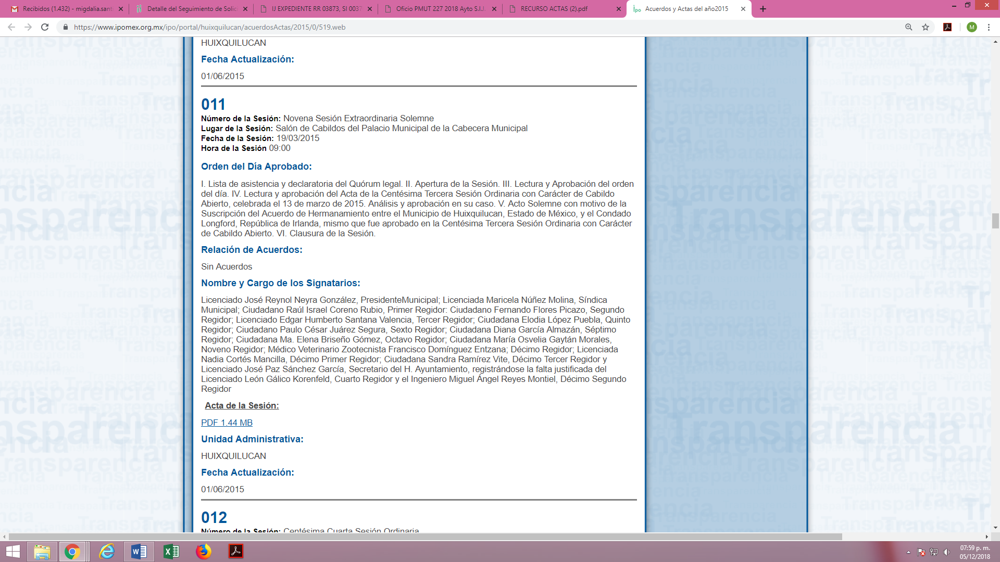 Recibidos (1.432) - migdalia.sant
Detalle del Seguimiento de Solici
IJ EXPEDIENTE RR 03873, SI 0037
Oficio PMUT 227 2018 Ayto S.I.J.
RECURSO ACTAS (2).pdf
ipo Acuerdos y Actas del año2015
https://www.ipomex.org.mx/ipo/portal/huixquilucan/acuerdosActas/2015/0/519.web
M
HUIXQUILUCAN
Fecha Actualización:
01/06/2015
011
Número de la Sesión: Novena Sesión Extraordinaria Solemne
Lugar de la Sesión: Salón de Cabildos del Palacio Municipal de la Cabecera Municipal
Fecha de la Sesión: 19/03/2015
Hora de la Sesión 09:00
Orden del Día Aprobado:
I. Lista de asistencia y declaratoria del Quórum legal. II. Apertura de la Sesión. III. Lectura y Aprobación del orden
del día. IV. Lectura y aprobación del Acta de la Centésima Tercera Sesión Ordinaria con Carácter de Cabildo
Abierto, celebrada el 13 de marzo de 2015. Análisis y aprobación en su caso. V. Acto Solemne con motivo de la
Suscripción del Acuerdo de Hermanamiento entre el Municipio de Huixquilucan, Estado de México, y el Condado
Longford, República de Irlanda, mismo que fue aprobado en la Centésima Tercera Sesión Ordinaria con Carácter
de Cabildo Abierto. VI. Clausura de la Sesión.
Relación de Acuerdos:
Sin Acuerdos
Nombre y Cargo de los Signatarios:
Licenciado José Reynol Neyra González, PresidenteMunicipal; Licenciada Maricela Núñez Molina, Síndica
Municipal; Ciudadano Raúl Israel Coreno Rubio, Primer Regidor: Ciudadano Fernando Flores Picazo, Segundo
Regidor; Licenciado Edgar Humberto Santana Valencia, Tercer Regidor; Ciudadana Elodia López Puebla, Quinto
Regidor; Ciudadano Paulo César Juárez Segura, Sexto Regidor; Ciudadana Diana García Almazán, Séptimo
Regidor; Ciudadana Ma. Elena Briseño Gómez, Octavo Regidor; Ciudadana María Osvelia Gaytán Morales,
Noveno Regidor; Médico Veterinario Zootecnista Francisco Domínguez Entzana; Décimo Regidor; Licenciada
Nadia Cortés Mancilla, Décimo Primer Regidor; Ciudadana Sandra Ramírez Vite, Décimo Tercer Regidor y
Licenciado José Paz Sánchez García, Secretario del H. Ayuntamiento, registrándose la falta justificada del
Licenciado León Gálico Korenfeld, Cuarto Regidor y el Ingeniero Miguel Ángel Reyes Montiel, Décimo Segundo
Regidor
Acta de la Sesión:
PDF 1.44 MB
Unidad Administrativa:
HUIXQUILUCAN
Fecha Actualización:
01/06/2015
012
Número de la Sesión: Centésima Cuarta Sesión Ordinaria
07:59 p. m.
05/12/2018